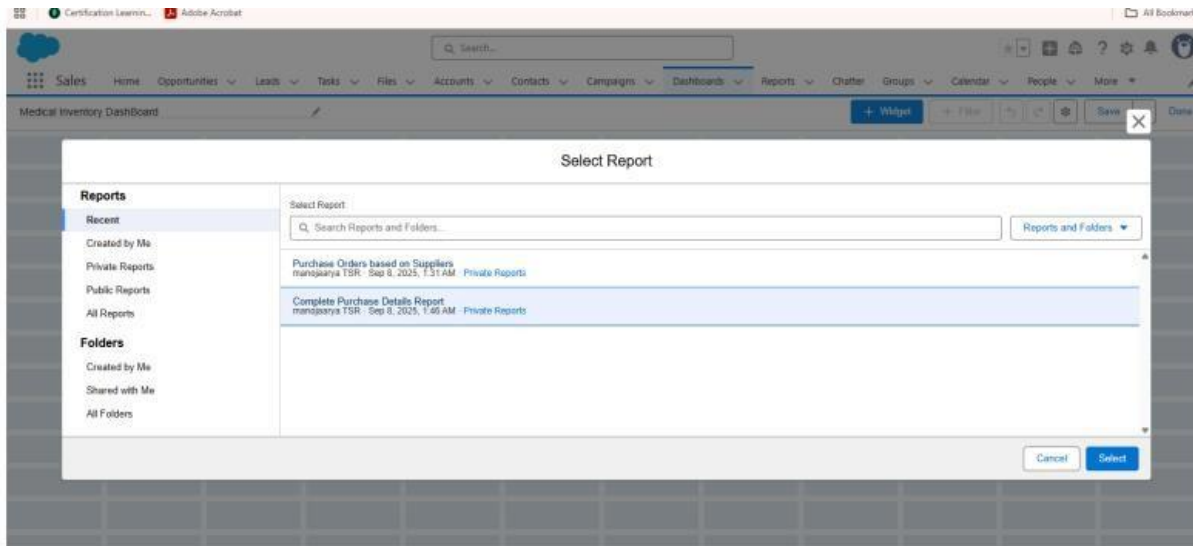 Certification Learnin... Adobe Acrobat All Bookmar
Search...
Sales Home Opportunities Leads Tasks Files Accounts Contacts Campaigns Dashboards Reports Chatter Groups Calendar People More
Medical Inventory DashBoard + Widget + Filter Save Done
Select Report
Reports
Recent
Created by Me
Private Reports
Public Reports
All Reports
Folders
Created by Me
Shared with Me
All Folders
Select Report
Search Reports and Folders...
Reports and Folders
Purchase Orders based on Suppliers
manojaarya TSR · Sep 8, 2025, 1:31 AM · Private Reports
Complete Purchase Details Report
manojaarya TSR · Sep 8, 2025, 1:46 AM · Private Reports
Cancel Select